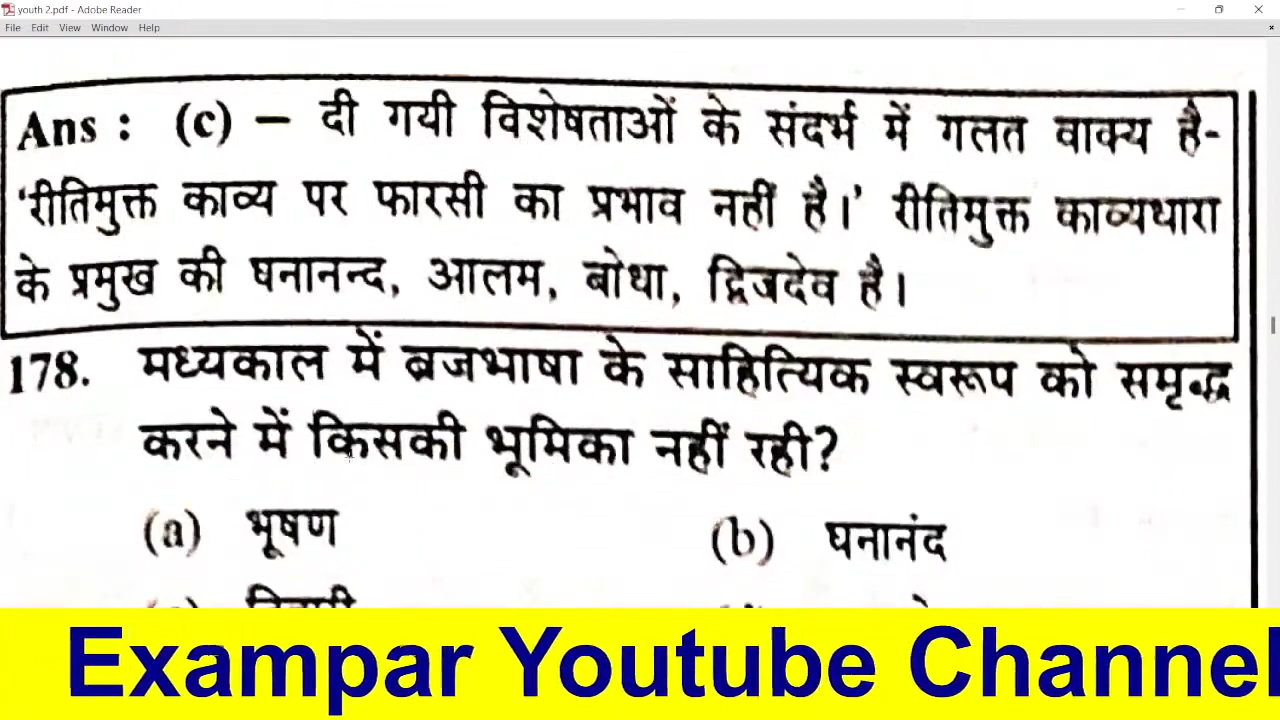 youth 2.pdf - Adobe Reader
File Edit View Window Help
Ans : (c) – दी गयी विशेषताओं के संदर्भ में गलत वाक्य है-
‘रीतिमुक्त काव्य पर फारसी का प्रभाव नहीं है।’ रीतिमुक्त काव्यधारा
के प्रमुख की घनानन्द, आलम, बोधा, द्विजदेव है।
178. मध्यकाल में ब्रजभाषा के साहित्यिक स्वरूप को समृद्ध
करने में किसकी भूमिका नहीं रही?
(a) भूषण (b) घनानंद
Exampar Youtube Channel